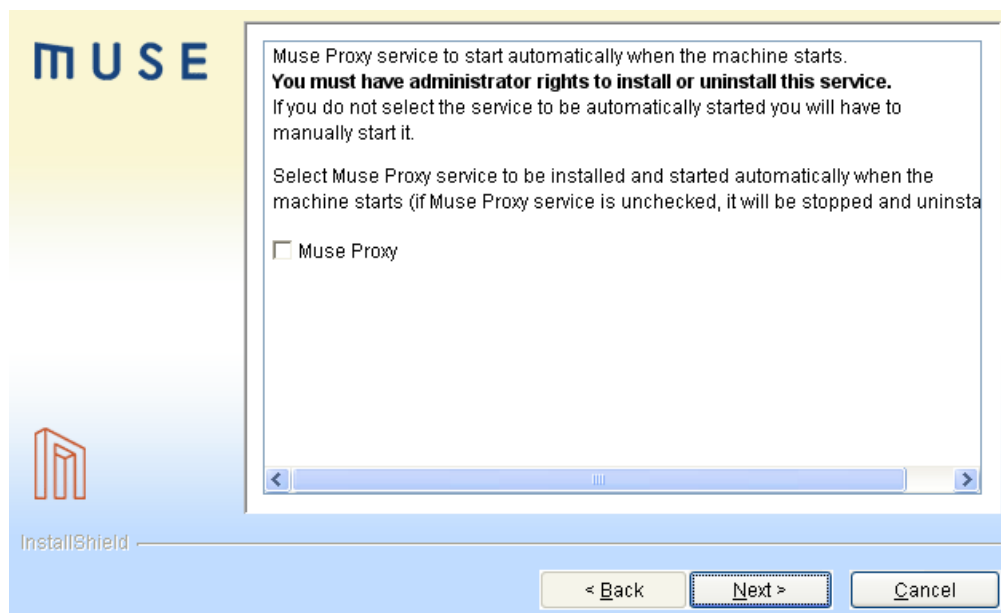 MUSE
Muse Proxy service to start automatically when the machine starts.
You must have administrator rights to install or uninstall this service.
If you do not select the service to be automatically started you will have to
manually start it.
Select Muse Proxy service to be installed and started automatically when the
machine starts (if Muse Proxy service is unchecked, it will be stopped and uninsta
Muse Proxy
InstallShield
< Back
Next >
Cancel